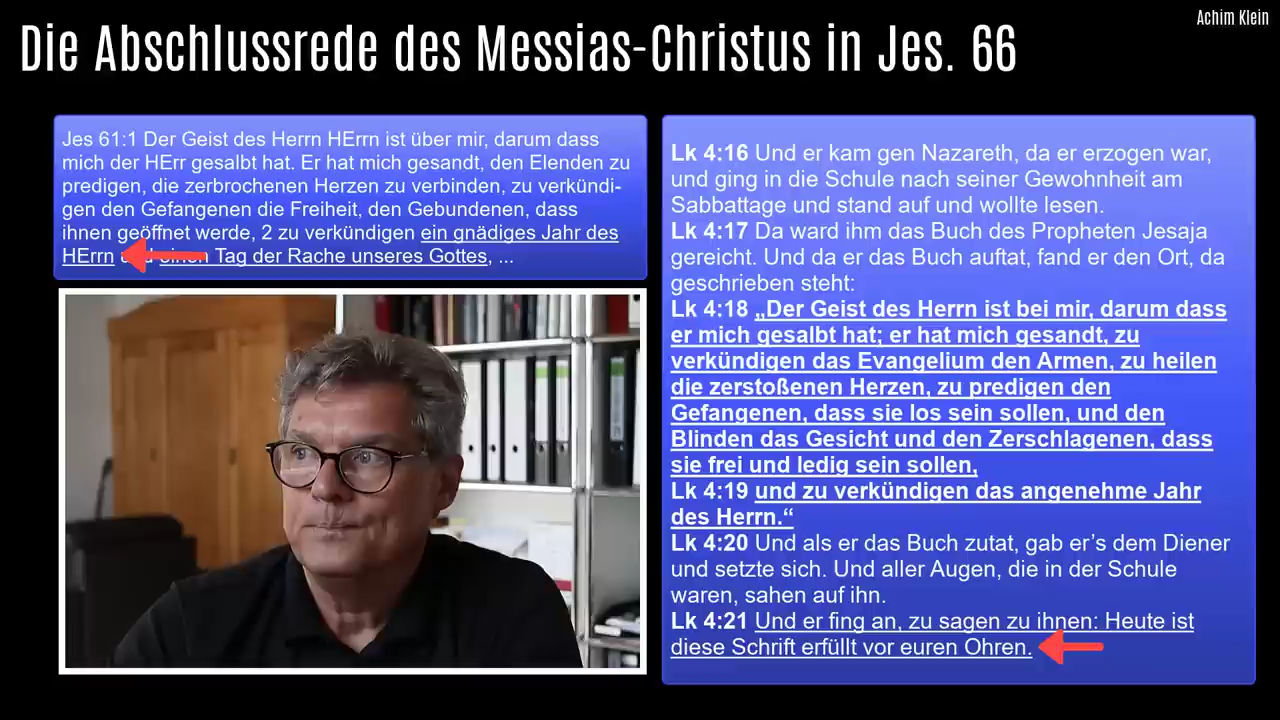 Achim Klein
Die Abschlussrede des Messias-Christus in Jes. 66
Jes 61:1 Der Geist des Herrn HErrn ist über mir, darum dass
mich der HErr gesalbt hat. Er hat mich gesandt, den Elenden zu
predigen, die zerbrochenen Herzen zu verbinden, zu verkündi-
gen den Gefangenen die Freiheit, den Gebundenen, dass
ihnen geöffnet werde, 2 zu verkündigen ein gnädiges Jahr des
HErrn und einen Tag der Rache unseres Gottes, ...
Lk 4:16 Und er kam gen Nazareth, da er erzogen war,
und ging in die Schule nach seiner Gewohnheit am
Sabbattage und stand auf und wollte lesen.
Lk 4:17 Da ward ihm das Buch des Propheten Jesaja
gereicht. Und da er das Buch auftat, fand er den Ort, da
geschrieben steht:
Lk 4:18 „Der Geist des Herrn ist bei mir, darum dass
er mich gesalbt hat; er hat mich gesandt, zu
verkündigen das Evangelium den Armen, zu heilen
die zerstoßenen Herzen, zu predigen den
Gefangenen, dass sie los sein sollen, und den
Blinden das Gesicht und den Zerschlagenen, dass
sie frei und ledig sein sollen,
Lk 4:19 und zu verkündigen das angenehme Jahr
des Herrn.“
Lk 4:20 Und als er das Buch zutat, gab er’s dem Diener
und setzte sich. Und aller Augen, die in der Schule
waren, sahen auf ihn.
Lk 4:21 Und er fing an, zu sagen zu ihnen: Heute ist
diese Schrift erfüllt vor euren Ohren.